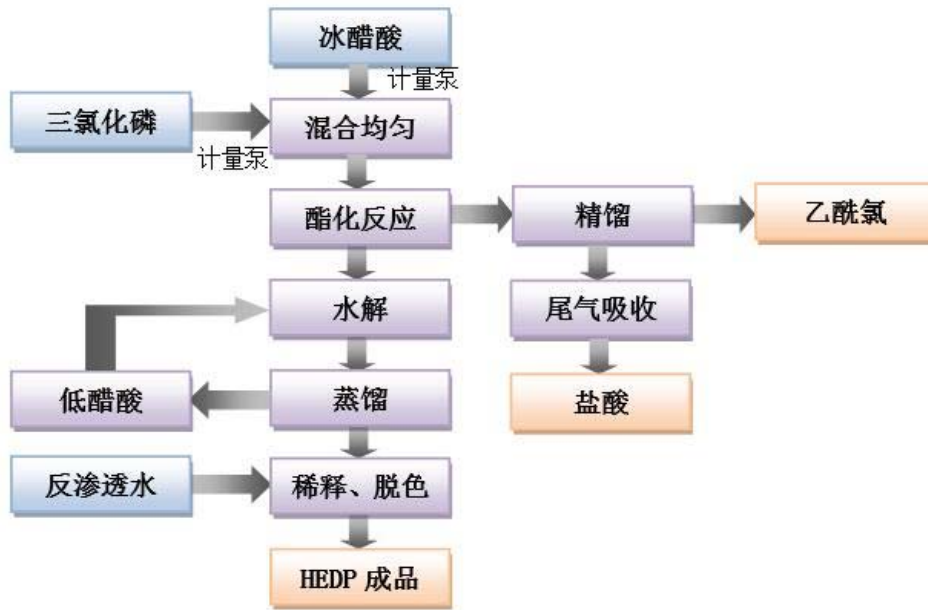 冰醋酸
计量泵
三氯化磷
混合均匀
计量泵
酯化反应
精馏
乙酰氯
水解
尾气吸收
低醋酸
蒸馏
盐酸
反渗透水
稀释、脱色
HEDP 成品